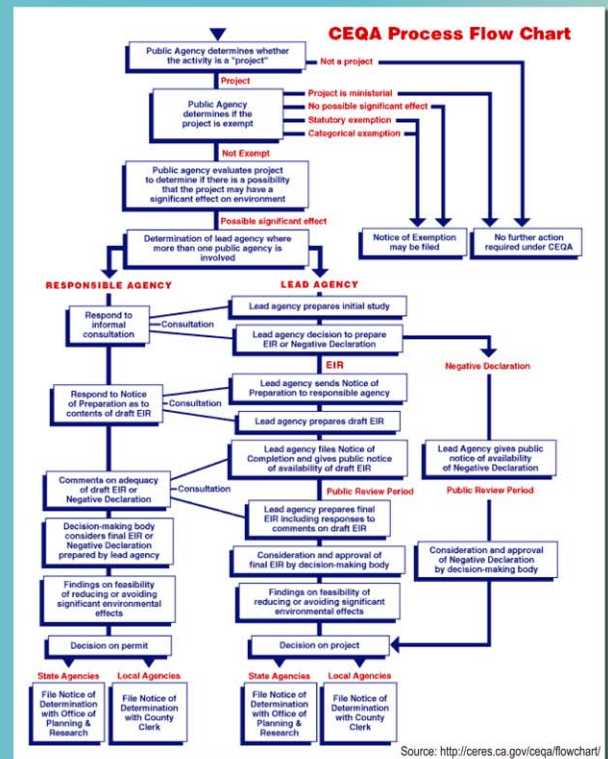 CEQA Process Flow Chart
Public Agency determines whether
the activity is a "project"
Not a project
Project
Public Agency
determines if the
project is exempt
Project is ministerial
No possible significant effect
Statutory exemption
Categorical exemption
Not Exempt
Public agency evaluates project
to determine if there is a possibility
that the project may have a
significant effect on environment
Possible significant effect
Notice of Exemption
may be filed
No further action
required under CEQA
Determination of lead agency where
more than one public agency is
involved
RESPONSIBLE AGENCY
LEAD AGENCY
Respond to
informal
consultation
Consultation
Lead agency prepares initial study
Lead agency decision to prepare
EIR or Negative Declaration
EIR
Negative Declaration
Respond to Notice
of Preparation as to
contents of draft EIR
Consultation
Lead agency sends Notice of
Preparation to responsible agency
Lead agency prepares draft EIR
Lead agency files Notice of
Completion and gives public notice
of availability of draft EIR
Lead Agency gives public
notice of availability
of Negative Declaration
Public Review Period
Public Review Period
Comments on adequacy
of draft EIR or
Negative Declaration
Consultation
Lead agency prepares final
EIR including responses to
comments on draft EIR
Decision-making body
considers final EIR or
Negative Declaration
prepared by lead agency
Consideration and approval of
final EIR by decision-making body
Consideration and approval
of Negative Declaration
by decision-making body
Findings on feasibility
of reducing or avoiding
significant environmental
effects
Findings on feasibility of
reducing or avoiding significant
environmental effects
Decision on permit
Decision on project
State Agencies
Local Agencies
State Agencies
Local Agencies
File Notice of
Determination
with Office of
Planning &
Research
File Notice of
Determination
with County
Clerk
File Notice of
Determination
with Office of
Planning &
Research
File Notice of
Determination
with County
Clerk
Source: http://ceres.ca.gov/ceqa/flowchart/